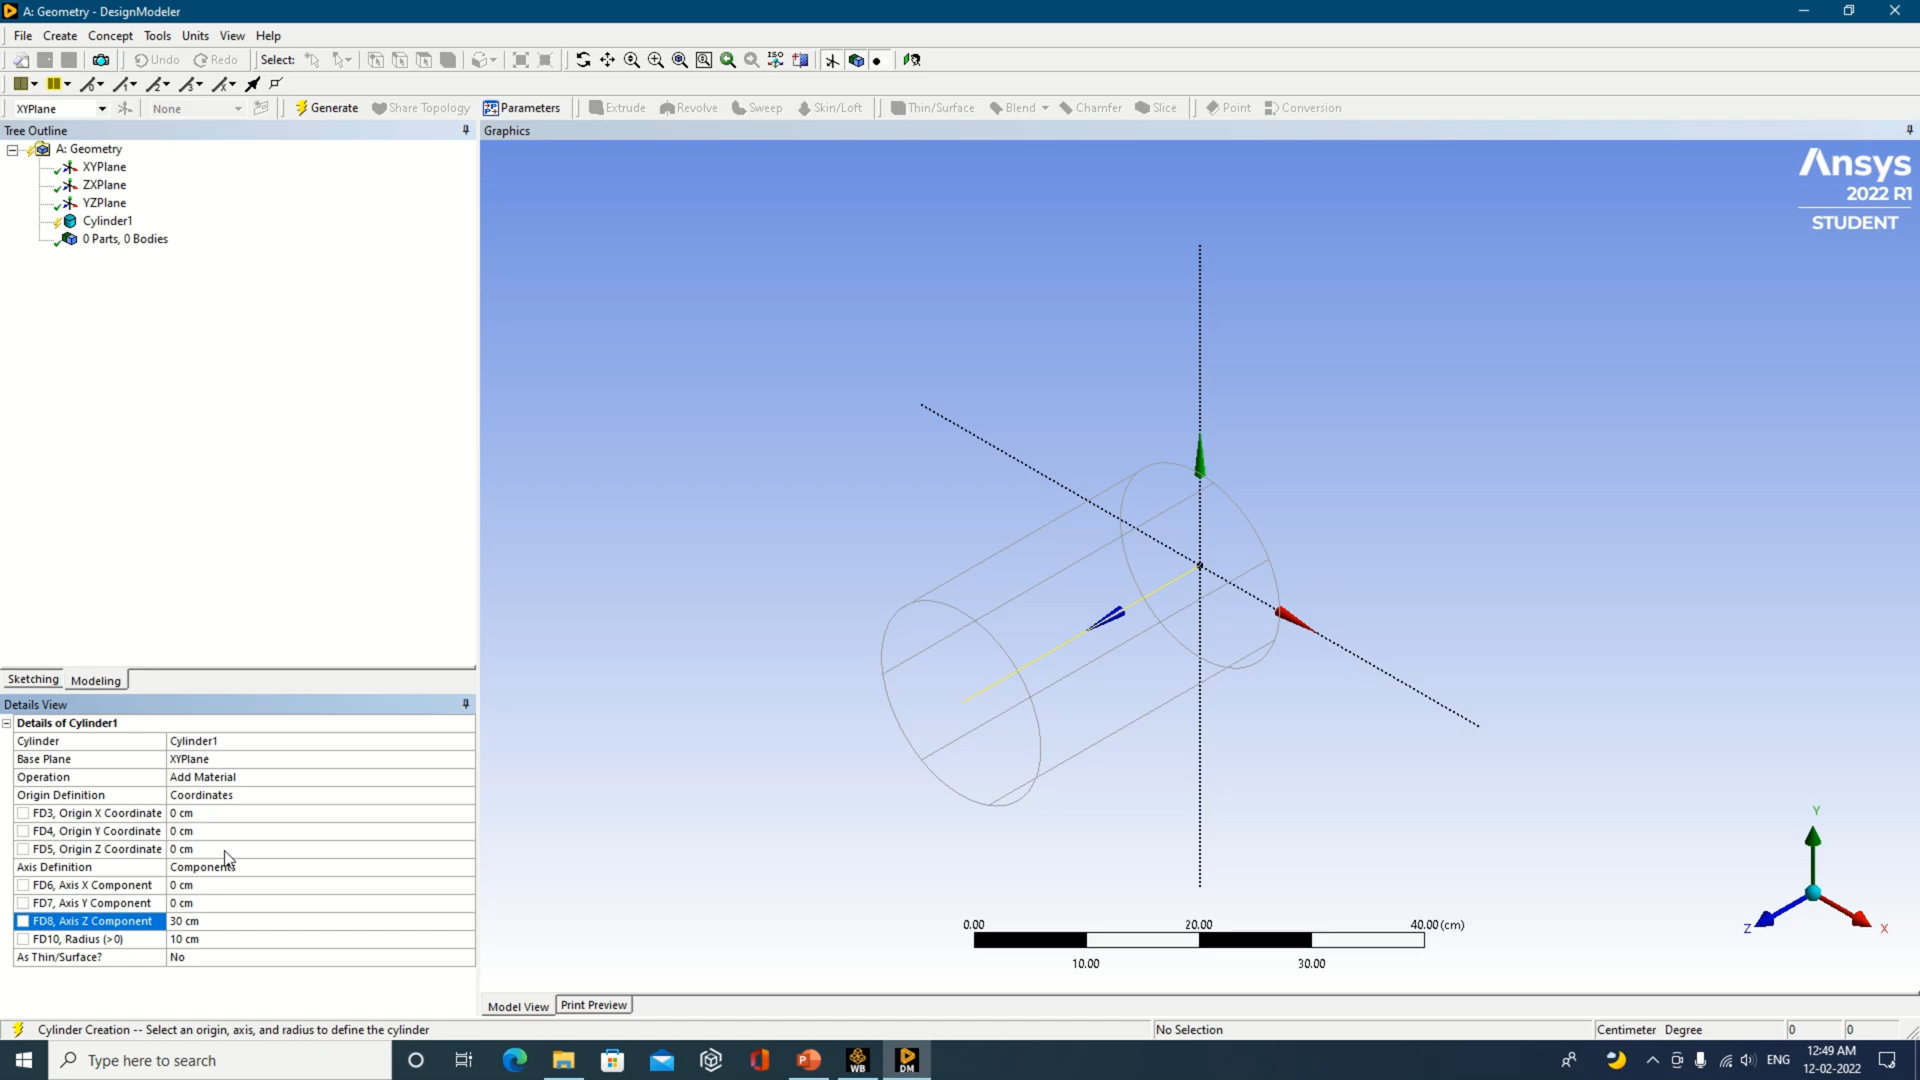 A: Geometry - DesignModeler
File Create Concept Tools Units View Help
Undo Redo Select: ISO
XYPlane None Generate Share Topology Parameters Extrude Revolve Sweep Skin/Loft Thin/Surface Blend Chamfer Slice Point Conversion
Tree Outline
Graphics
A: Geometry
XYPlane
ZXPlane
YZPlane
Cylinder1
0 Parts, 0 Bodies
Ansys
2022 R1
STUDENT
Sketching Modeling
Details View
Details of Cylinder1
Cylinder Cylinder1
Base Plane XYPlane
Operation Add Material
Origin Definition Coordinates
FD3, Origin X Coordinate 0 cm
FD4, Origin Y Coordinate 0 cm
FD5, Origin Z Coordinate 0 cm
Axis Definition Components
FD6, Axis X Component 0 cm
FD7, Axis Y Component 0 cm
FD8, Axis Z Component 30 cm
FD10, Radius (>0) 10 cm
As Thin/Surface? No
0.00 20.00 40.00 (cm)
10.00 30.00
Y
Z
X
Model View Print Preview
Cylinder Creation -- Select an origin, axis, and radius to define the cylinder
No Selection
Centimeter Degree 0 0
Type here to search
WB
DM
ENG
12:49 AM
12-02-2022